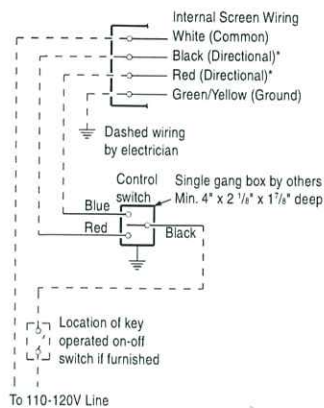 Internal Screen Wiring
White (Common)
Black (Directional)*
Red (Directional)*
Green/Yellow (Ground)
Dashed wiring
by electrician
Control
switch
Single gang box by others
Min. 4" x 2 1/8" x 1 7/8" deep
Blue
Red
Black
Location of key
operated on-off
switch if furnished
To 110-120V Line